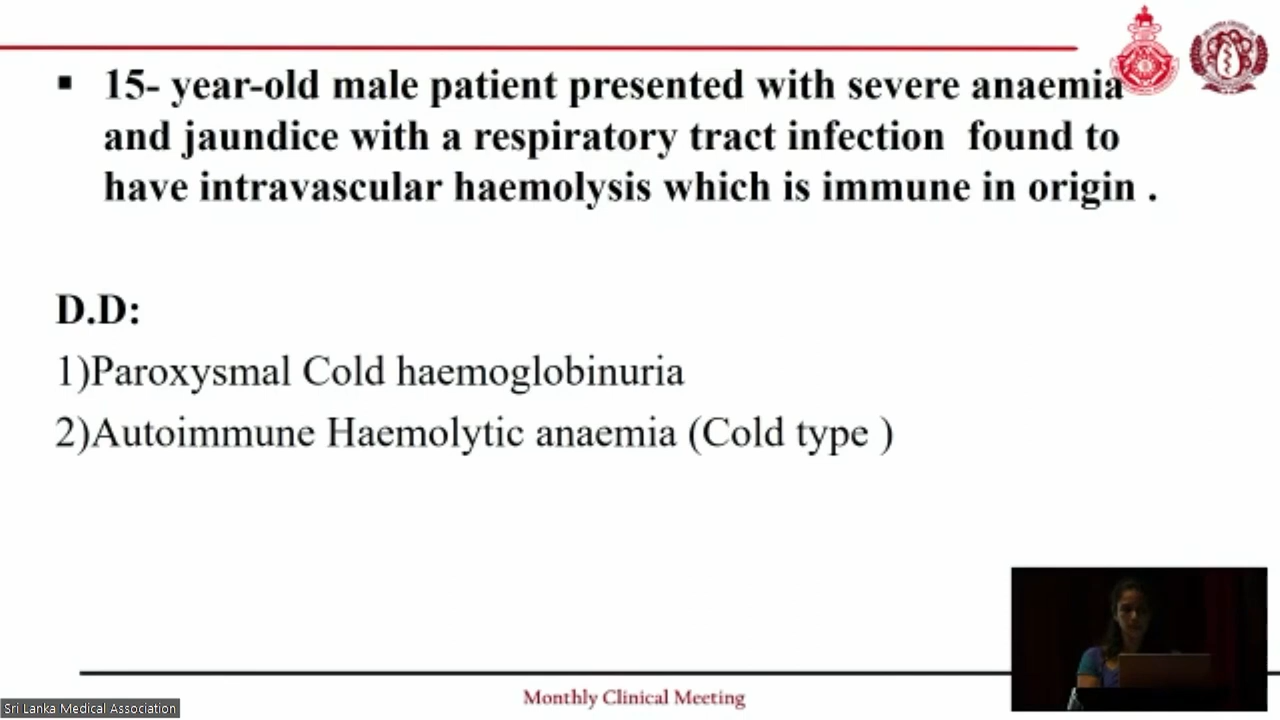 ▪ 15- year-old male patient presented with severe anaemia
and jaundice with a respiratory tract infection found to
have intravascular haemolysis which is immune in origin .
D.D:
1)Paroxysmal Cold haemoglobinuria
2)Autoimmune Haemolytic anaemia (Cold type )
Monthly Clinical Meeting
Sri Lanka Medical Association